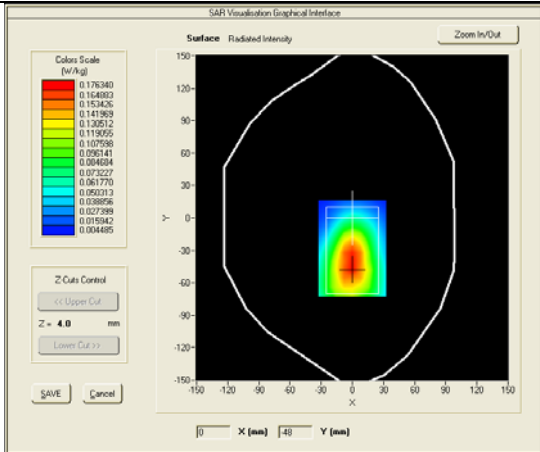 SAR Visualisation Graphical Interface
Surface Radiated Intensity
Zoom In/Out
Colors Scale
(W/kg)
0.176340
0.164883
0.153426
0.141969
0.130512
0.119055
0.107598
0.096141
0.084684
0.073227
0.061770
0.050313
0.038856
0.027399
0.015942
0.004485
Z-Cuts Control
<< Upper Cut
Z = 4.0 mm
Lower Cut >>
SAVE Cancel
150
120
90
60
30
0
-30
-60
-90
-120
-150
Y
-150 -120 -90 -60 -30 0 30 60 90 120 150
X
0 X (mm) -48 Y (mm)